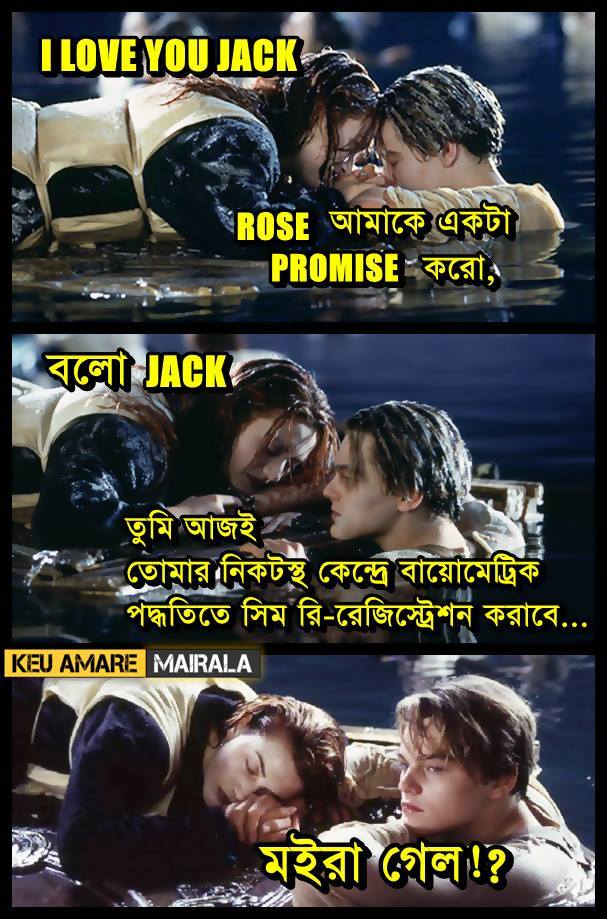 I LOVE YOU JACK
ROSE আমাকে একটা
PROMISE করো,
বলো JACK
তুমি আজই
তোমার নিকটস্থ কেন্দ্রে বায়োমেট্রিক
পদ্ধতিতে সিম রি-রেজিস্ট্রেশন করাবে...
KEU AMARE MAIRALA
মইরা গেল!?